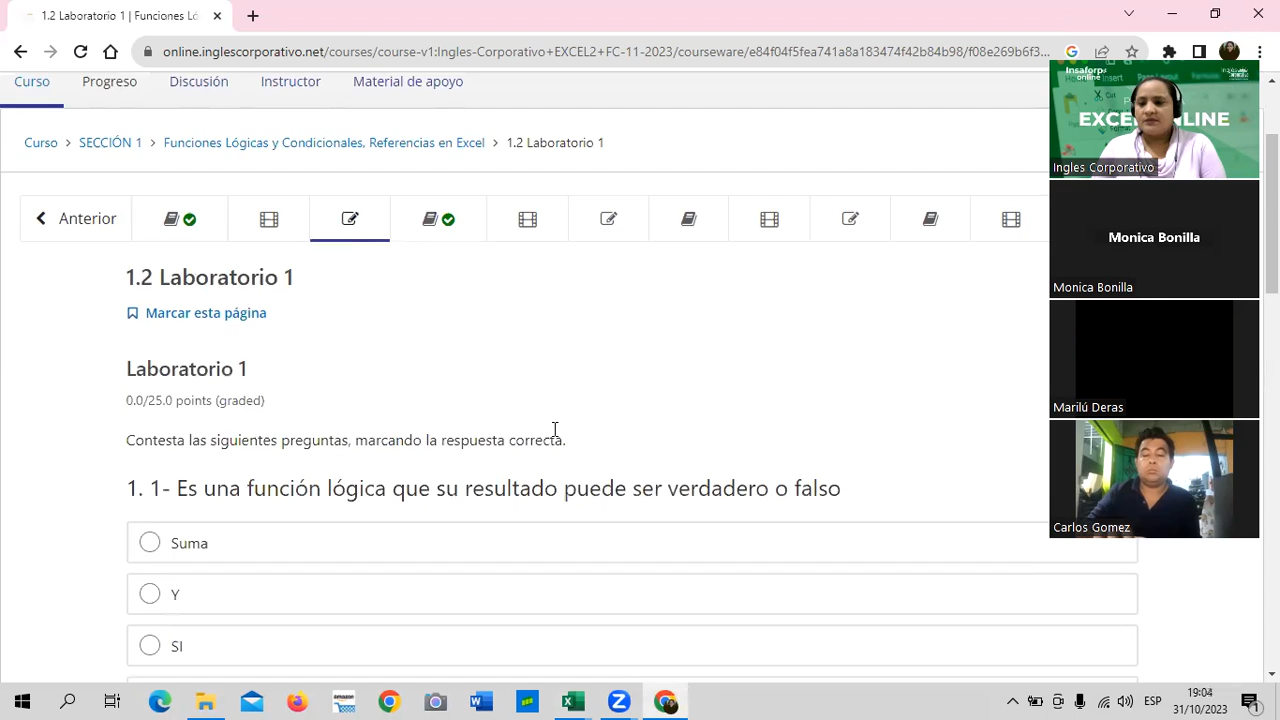 1.2 Laboratorio 1 | Funciones Ló
online.inglescorporativo.net/courses/course-v1:Ingles-Corporativo+EXCEL2+FC-11-2023/courseware/e84f04f5fea741a8a183474f42b84b98/f08e269b6f3...
Curso Progreso Discusión Instructor Material de apoyo
Curso > SECCIÓN 1 > Funciones Lógicas y Condicionales, Referencias en Excel > 1.2 Laboratorio 1
Anterior
1.2 Laboratorio 1
Marcar esta página
Laboratorio 1
0.0/25.0 points (graded)
Contesta las siguientes preguntas, marcando la respuesta correcta.
1. 1- Es una función lógica que su resultado puede ser verdadero o falso
Suma
Y
SI
Insaforp
online
Ingles Corporativo
Monica Bonilla
Monica Bonilla
Marilú Deras
Carlos Gomez
amazon
ESP
19:04
31/10/2023